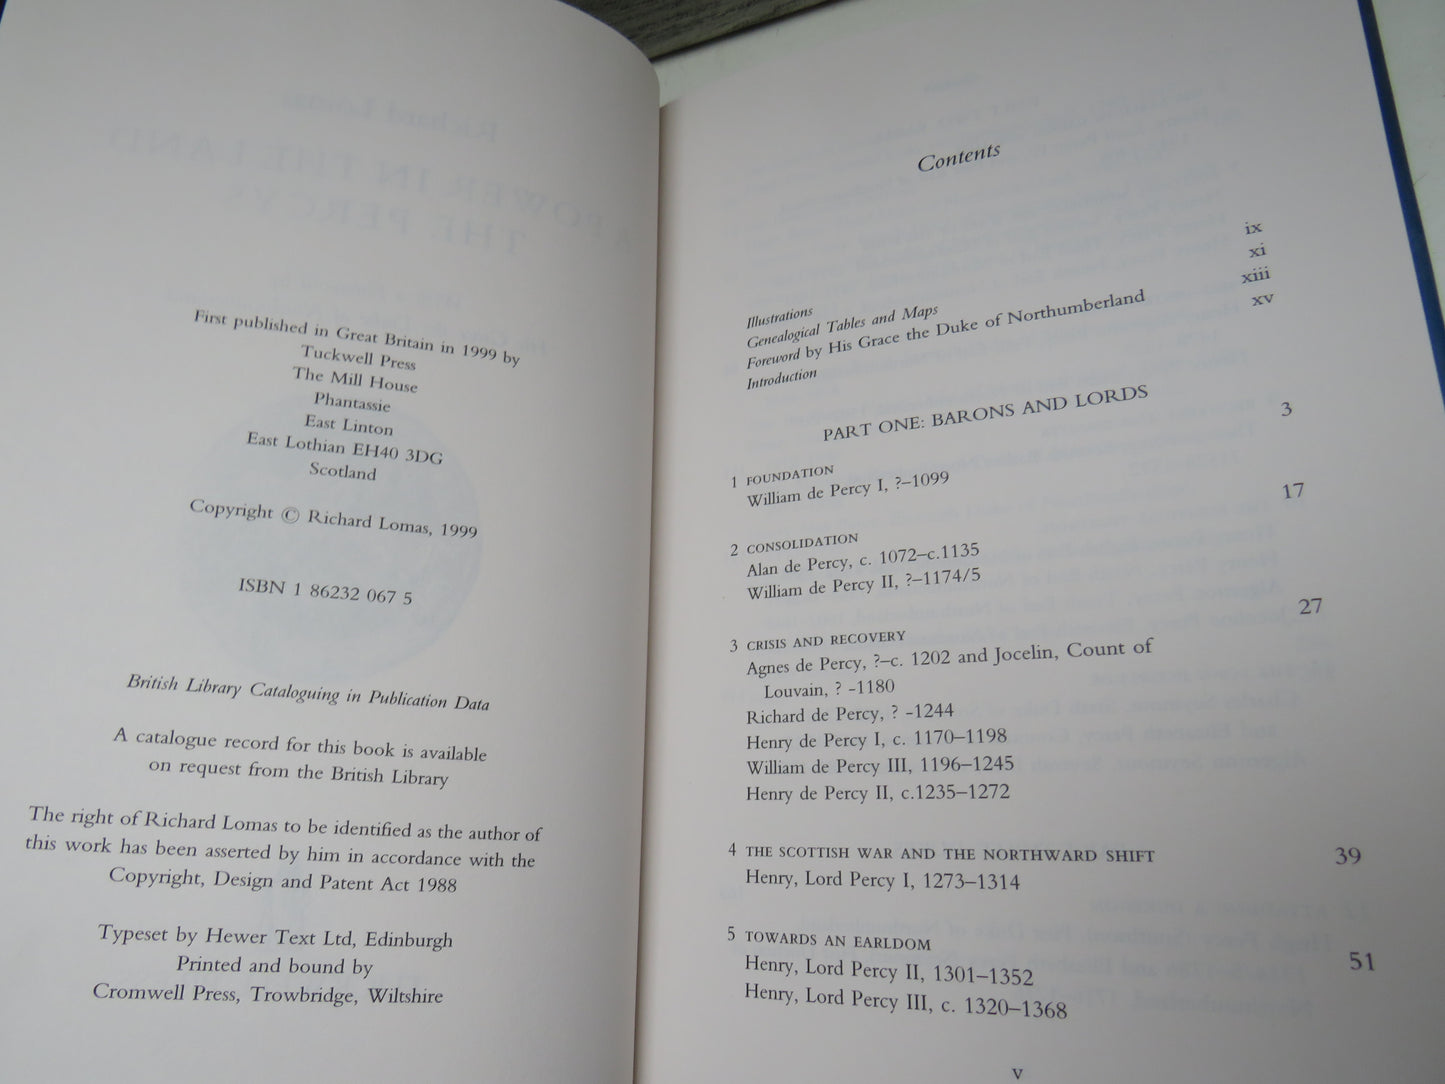 First published in Great Britain in 1999 by
Tuckwell Press
The Mill House
Phantassie
East Linton
East Lothian EH40 3DG
Scotland
Copyright © Richard Lomas, 1999
ISBN 1 86232 067 5
British Library Cataloguing in Publication Data
A catalogue record for this book is available
on request from the British Library
The right of Richard Lomas to be identified as the author of
this work has been asserted by him in accordance with the
Copyright, Design and Patent Act 1988
Typeset by Hewer Text Ltd, Edinburgh
Printed and bound by
Cromwell Press, Trowbridge, Wiltshire
Contents
Illustrations ix
Genealogical Tables and Maps xi
Foreword by His Grace the Duke of Northumberland xiii
Introduction xv
PART ONE: BARONS AND LORDS
1 FOUNDATION 3
William de Percy I, ?–1099
2 CONSOLIDATION 17
Alan de Percy, c. 1072–c.1135
William de Percy II, ?–1174/5
3 CRISIS AND RECOVERY 27
Agnes de Percy, ?–c. 1202 and Jocelin, Count of
Louvain, ? -1180
Richard de Percy, ? -1244
Henry de Percy I, c. 1170–1198
William de Percy III, 1196–1245
Henry de Percy II, c.1235–1272
4 THE SCOTTISH WAR AND THE NORTHWARD SHIFT 39
Henry, Lord Percy I, 1273–1314
5 TOWARDS AN EARLDOM 51
Henry, Lord Percy II, 1301–1352
Henry, Lord Percy III, c. 1320–1368
v